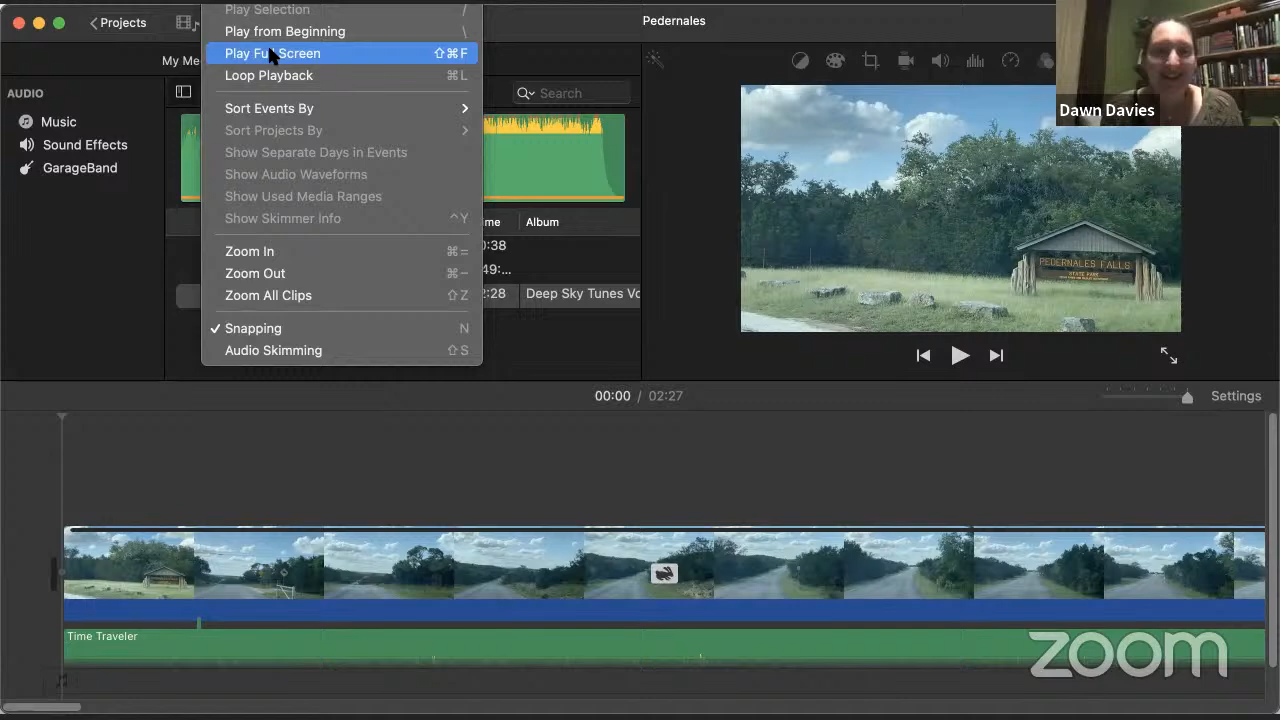 Projects
Play Selection /
Play from Beginning \
Play Full Screen ⇧⌘F
Loop Playback ⌘L
Sort Events By >
Sort Projects By >
Show Separate Days in Events
Show Audio Waveforms
Show Used Media Ranges
Show Skimmer Info ^Y
Zoom In ⌘=
Zoom Out ⌘−
Zoom All Clips ⇧Z
✓ Snapping N
Audio Skimming ⇧S
Pedernales
My Me
AUDIO
Music
Sound Effects
GarageBand
Search
me Album
0:38
49:...
2:28 Deep Sky Tunes Vo
Dawn Davies
PEDERNALES FALLS
STATE PARK
00:00 / 02:27
Settings
Time Traveler
zoom